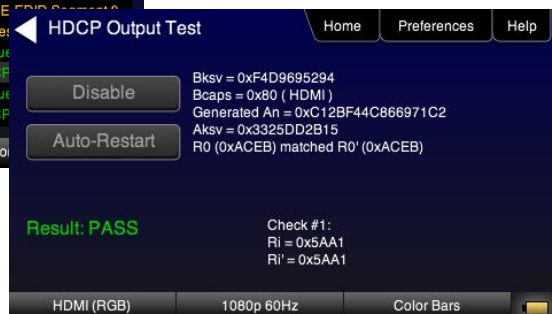 HDCP Output Test
Home
Preferences
Help
Disable
Auto-Restart
Bksv = 0xF4D9695294
Bcaps = 0x80 ( HDMI )
Generated An = 0xC12BF44C866971C2
Aksv = 0x3325DD2B15
R0 (0xACEB) matched R0' (0xACEB)
Result: PASS
Check #1:
Ri = 0x5AA1
Ri' = 0x5AA1
HDMI (RGB)
1080p 60Hz
Color Bars